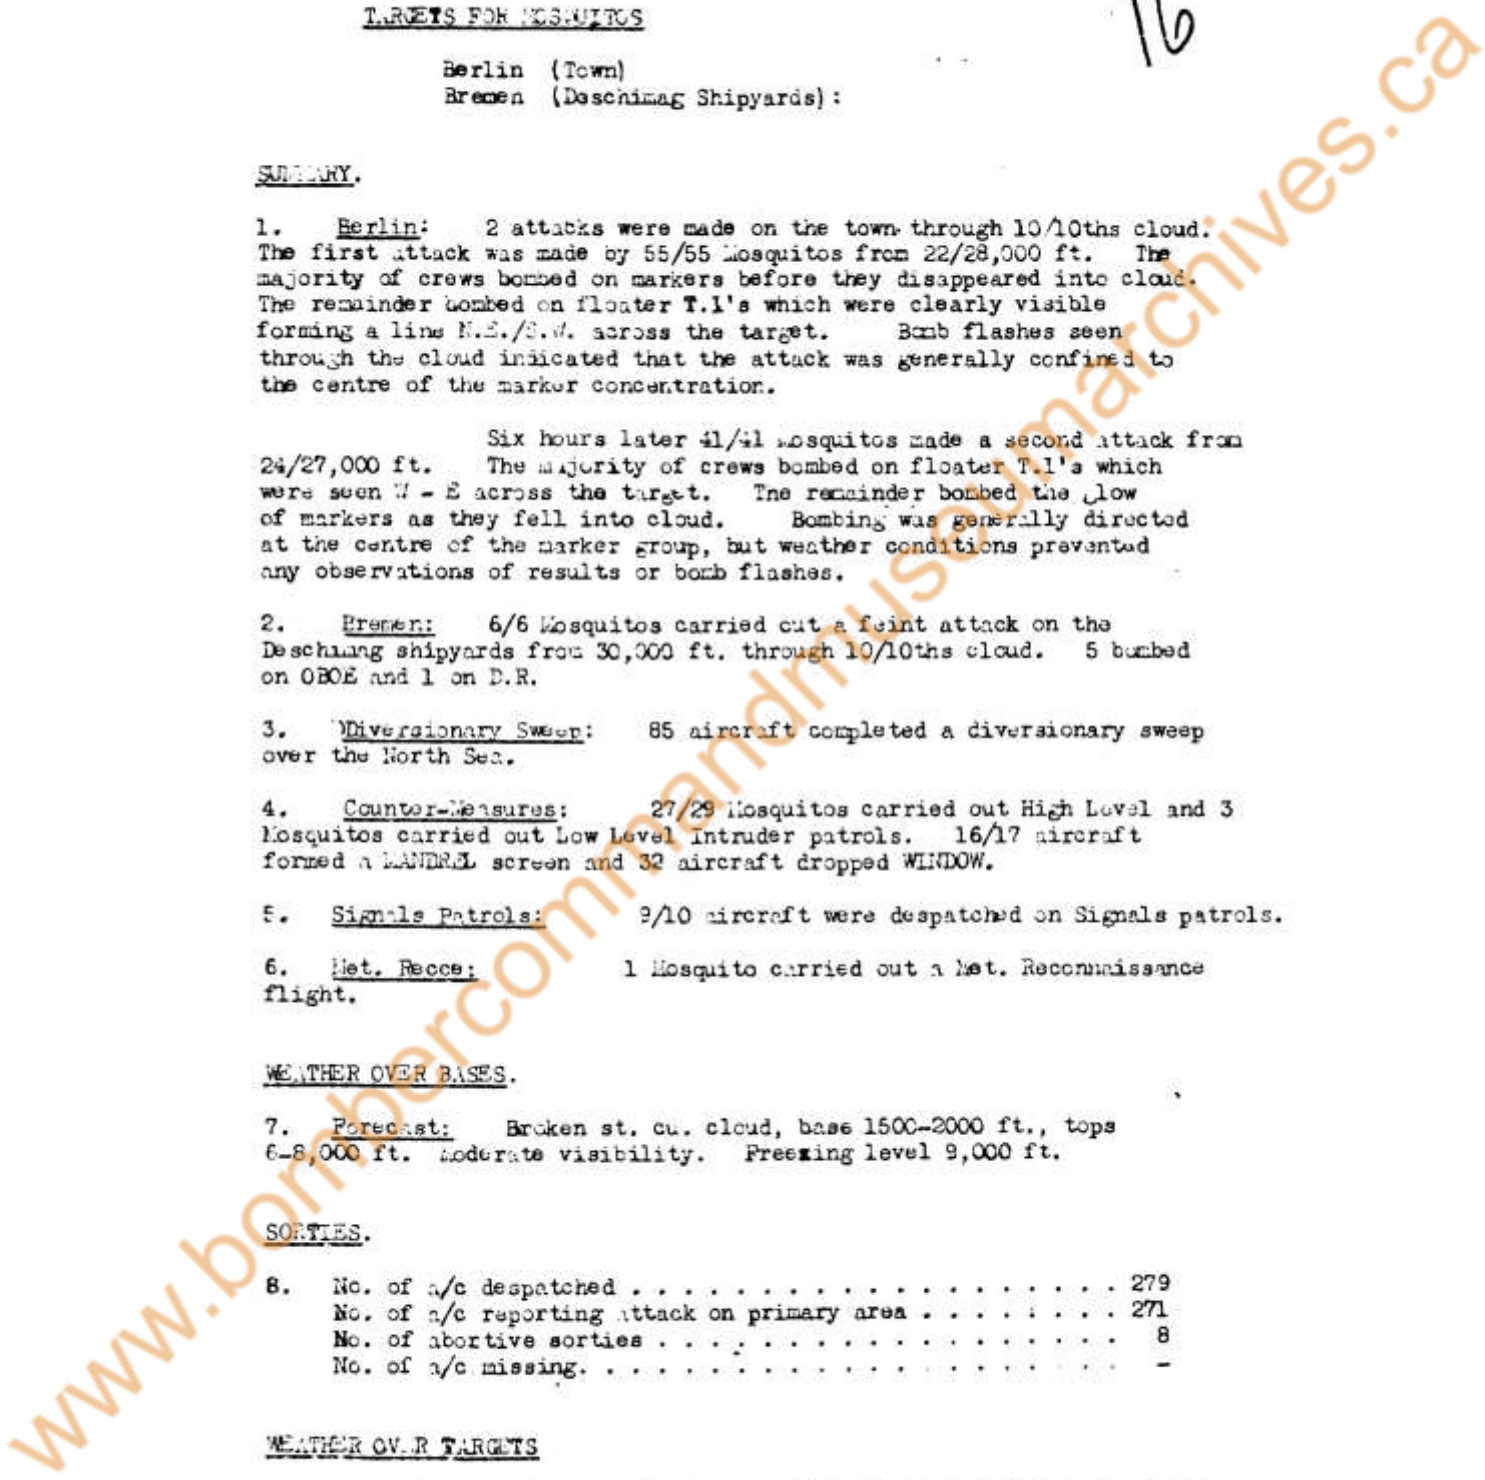 TARGETS FOR MOSQUITOS
16
Berlin (Town)
Bremen (Deschimag Shipyards):
SUMMARY.
1. Berlin: 2 attacks were made on the town through 10/10ths cloud.
The first attack was made by 55/55 Mosquitos from 22/28,000 ft. The
majority of crews bombed on markers before they disappeared into cloud.
The remainder bombed on floater T.1's which were clearly visible
forming a line N.E./S.W. across the target. Bomb flashes seen
through the cloud indicated that the attack was generally confined to
the centre of the marker concentration.
Six hours later 41/41 Mosquitos made a second attack from
24/27,000 ft. The majority of crews bombed on floater T.1's which
were seen W - E across the target. The remainder bombed the glow
of markers as they fell into cloud. Bombing was generally directed
at the centre of the marker group, but weather conditions prevented
any observations of results or bomb flashes.
2. Bremen: 6/6 Mosquitos carried out a feint attack on the
Deschimag shipyards from 30,000 ft. through 10/10ths cloud. 5 bombed
on OBOE and 1 on D.R.
3. Diversionary Sweep: 85 aircraft completed a diversionary sweep
over the North Sea.
4. Counter-Measures: 27/29 Mosquitos carried out High Level and 3
Mosquitos carried out Low Level Intruder patrols. 16/17 aircraft
formed a MANDREL screen and 32 aircraft dropped WINDOW.
5. Signals Patrols: 9/10 aircraft were despatched on Signals patrols.
6. Met. Recce: 1 Mosquito carried out a Met. Reconnaissance
flight.
WEATHER OVER BASES.
7. Forecast: Broken st. cu. cloud, base 1500-2000 ft., tops
6-8,000 ft. Moderate visibility. Freezing level 9,000 ft.
SORTIES.
8. No. of a/c despatched . . . . . . . . . . . . . . . . . . . 279
No. of a/c reporting attack on primary area . . . . . . . . 271
No. of abortive sorties . . . . . . . . . . . . . . . . . . 8
No. of a/c missing. . . . . . . . . . . . . . . . . . . . . -
WEATHER OVER TARGETS
www.bombercommandmuseumarchives.ca